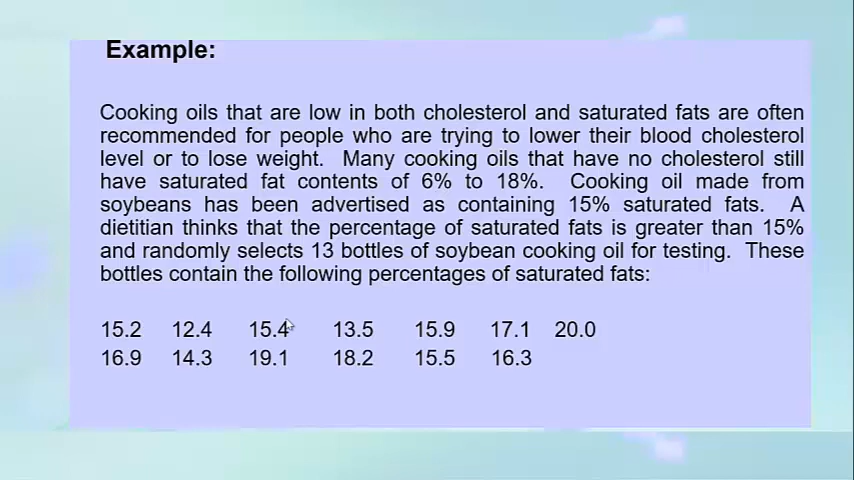 Example:
Cooking oils that are low in both cholesterol and saturated fats are often
recommended for people who are trying to lower their blood cholesterol
level or to lose weight. Many cooking oils that have no cholesterol still
have saturated fat contents of 6% to 18%. Cooking oil made from
soybeans has been advertised as containing 15% saturated fats. A
dietitian thinks that the percentage of saturated fats is greater than 15%
and randomly selects 13 bottles of soybean cooking oil for testing. These
bottles contain the following percentages of saturated fats:
15.2 12.4 15.4 13.5 15.9 17.1 20.0
16.9 14.3 19.1 18.2 15.5 16.3